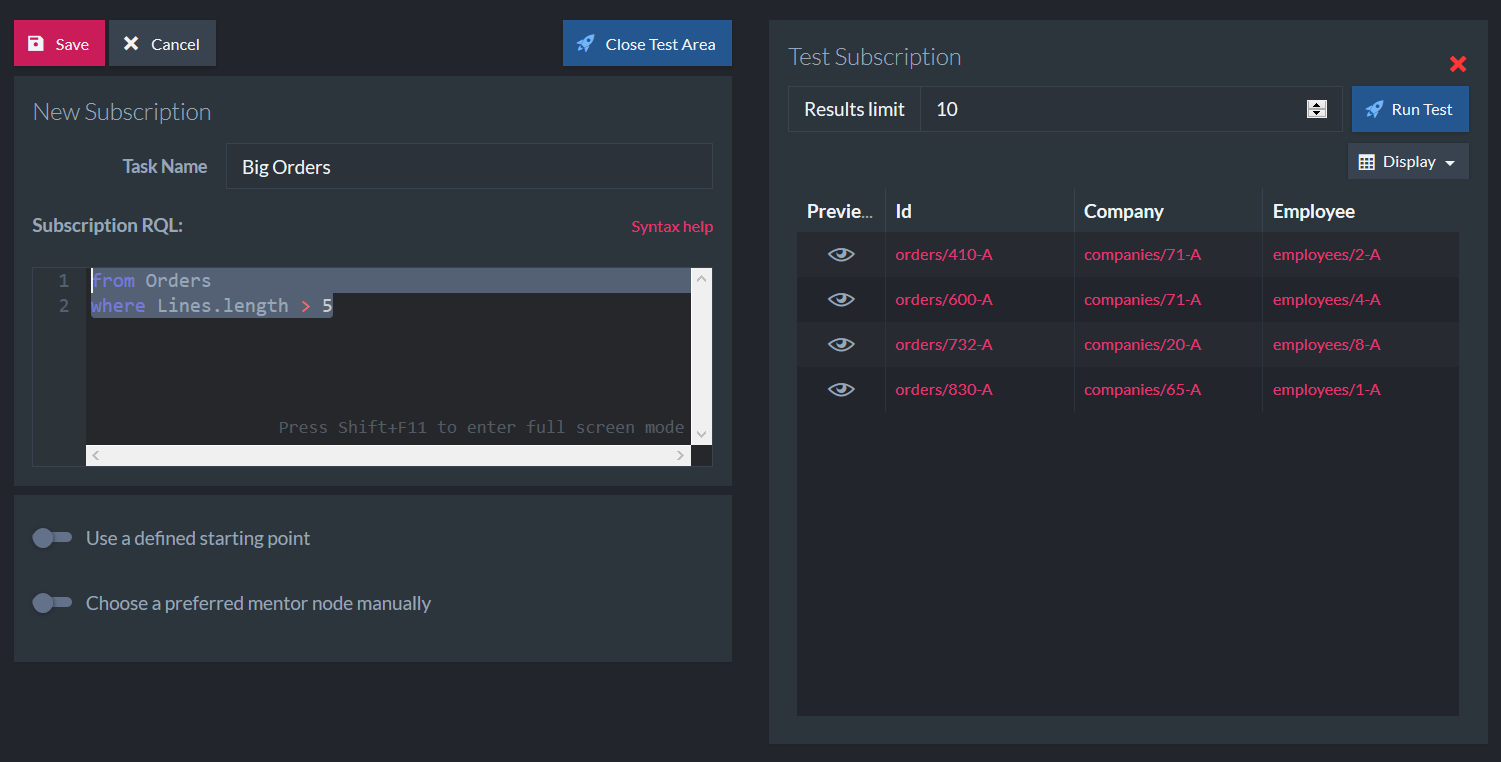 Save Cancel Close Test Area
New Subscription
Task Name Big Orders
Subscription RQL: Syntax help
1 from Orders
2 where Lines.length > 5
Press Shift+F11 to enter full screen mode
Use a defined starting point
Choose a preferred mentor node manually
Test Subscription
Results limit 10 Run Test
Display
Previe... Id Company Employee
orders/410-A companies/71-A employees/2-A
orders/600-A companies/71-A employees/4-A
orders/732-A companies/20-A employees/8-A
orders/830-A companies/65-A employees/1-A